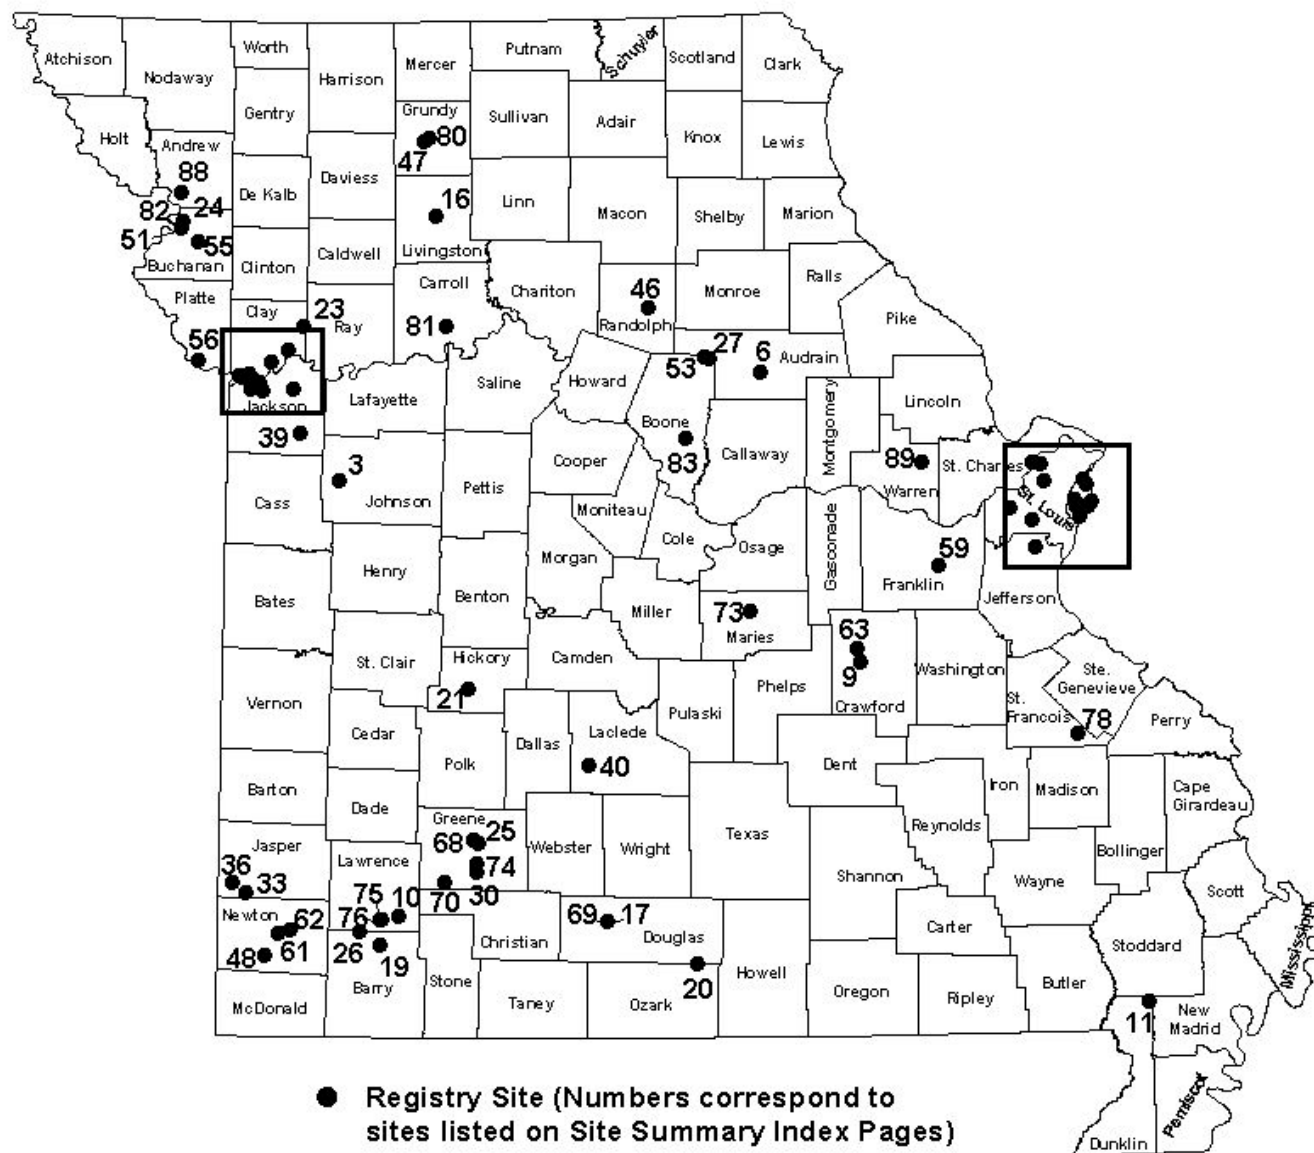 Atchison
Nodaway
Worth
Harrison
Mercer
Putnam
Schuyler
Scotland
Clark
Holt
Gentry
Grundy
80
47
Sullivan
Adair
Knox
Lewis
Andrew
88
De Kalb
Daviess
16
Livingston
Linn
Macon
Shelby
Marion
82
24
51
55
Buchanan
Clinton
Caldwell
Carroll
81
Chariton
46
Randolph
Monroe
Ralls
Pike
Platte
56
Clay
23
Ray
Jackson
39
Lafayette
Saline
Howard
53
27
6
Audrain
Boone
83
Callaway
Montgomery
Lincoln
89
Warren
St. Charles
St. Louis
Cass
3
Johnson
Pettis
Cooper
Moniteau
Cole
Osage
Gasconade
59
Franklin
Jefferson
Bates
Henry
Benton
Morgan
Miller
73
Maries
63
9
Crawford
Washington
Ste.
Genevieve
St.
Francois
78
Perry
Vernon
St. Clair
Hickory
21
Camden
Pulaski
Phelps
Cedar
Polk
Dallas
Laclede
40
Dent
Iron
Madison
Cape
Girardeau
Barton
Dade
Greene
68
25
74
30
70
Webster
Wright
Texas
Reynolds
Bollinger
Jasper
36
33
Lawrence
75
10
76
Shannon
Wayne
Scott
Mississippi
Newton
62
61
48
26
19
Barry
Stone
Christian
69
17
Douglas
20
Howell
Carter
Stoddard
McDonald
Taney
Ozark
Oregon
Ripley
Butler
11
New
Madrid
Pemiscot
Dunklin
Registry Site (Numbers correspond to
sites listed on Site Summary Index Pages)